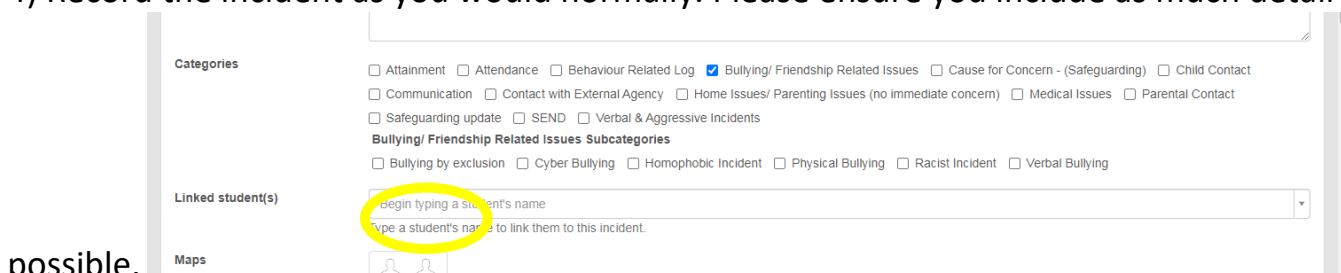 4) Record the incident as you would normally. Please ensure you include as much detail
Categories
Attainment Attendance Behaviour Related Log Bullying/ Friendship Related Issues Cause for Concern - (Safeguarding) Child Contact
Communication Contact with External Agency Home Issues/ Parenting Issues (no immediate concern) Medical Issues Parental Contact
Safeguarding update SEND Verbal & Aggressive Incidents
Bullying/ Friendship Related Issues Subcategories
Bullying by exclusion Cyber Bullying Homophobic Incident Physical Bullying Racist Incident Verbal Bullying
Linked student(s)
Begin typing a student's name
Type a student's name to link them to this incident.
possible.
Maps